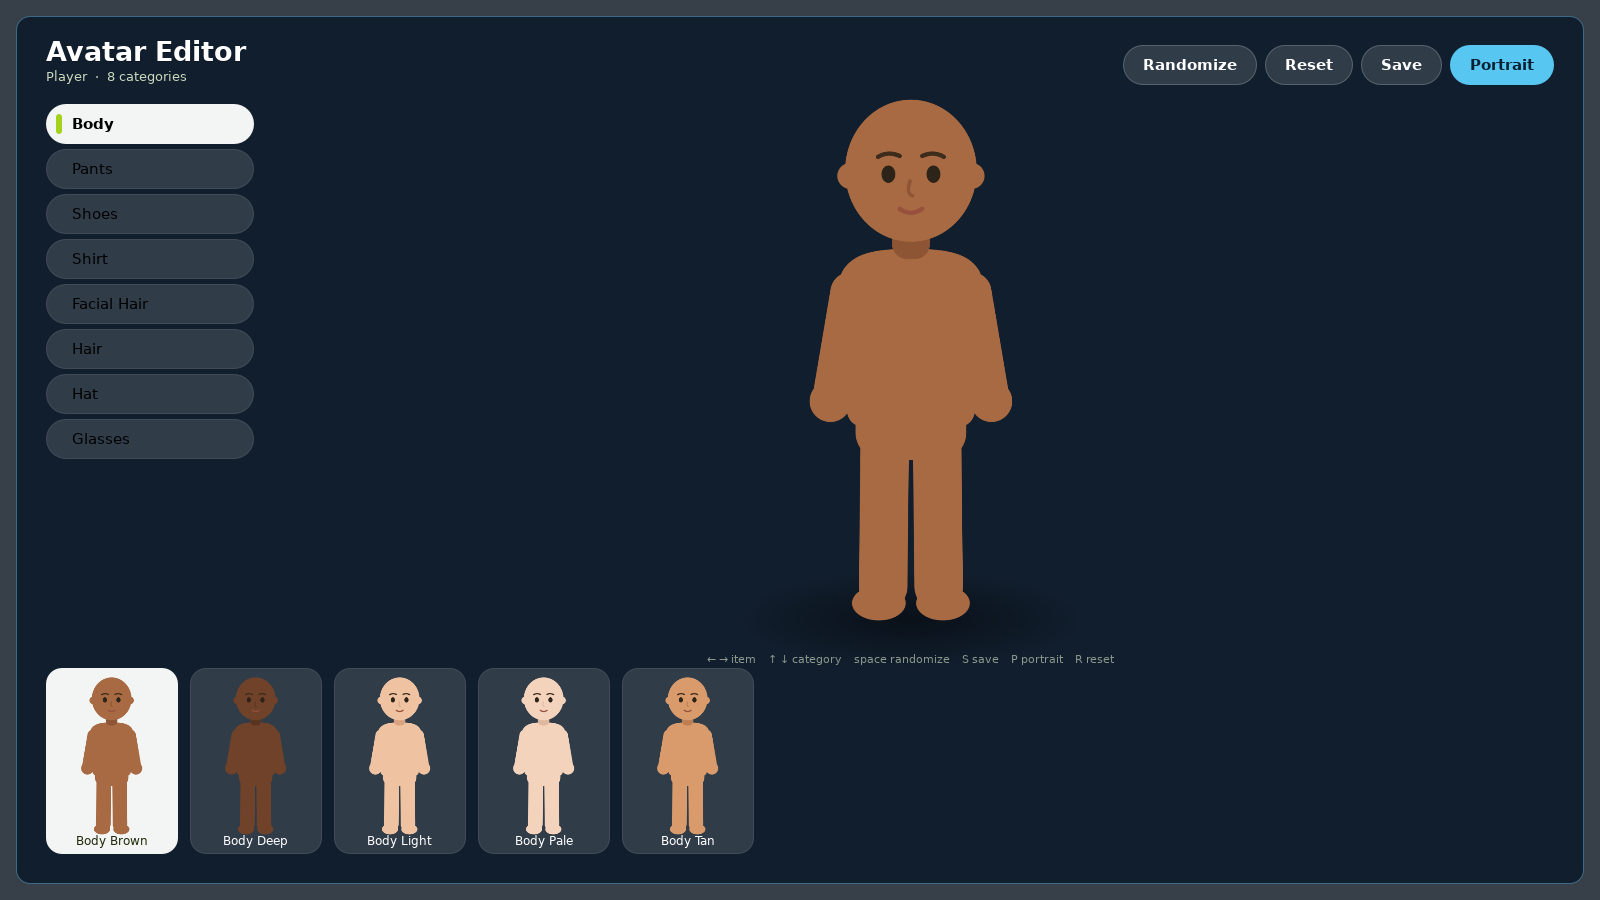 Avatar Editor
Player · 8 categories
Randomize
Reset
Save
Portrait
Body
Pants
Shoes
Shirt
Facial Hair
Hair
Hat
Glasses
←→ item ↑↓ category space randomize S save P portrait R reset
Body Brown
Body Deep
Body Light
Body Pale
Body Tan